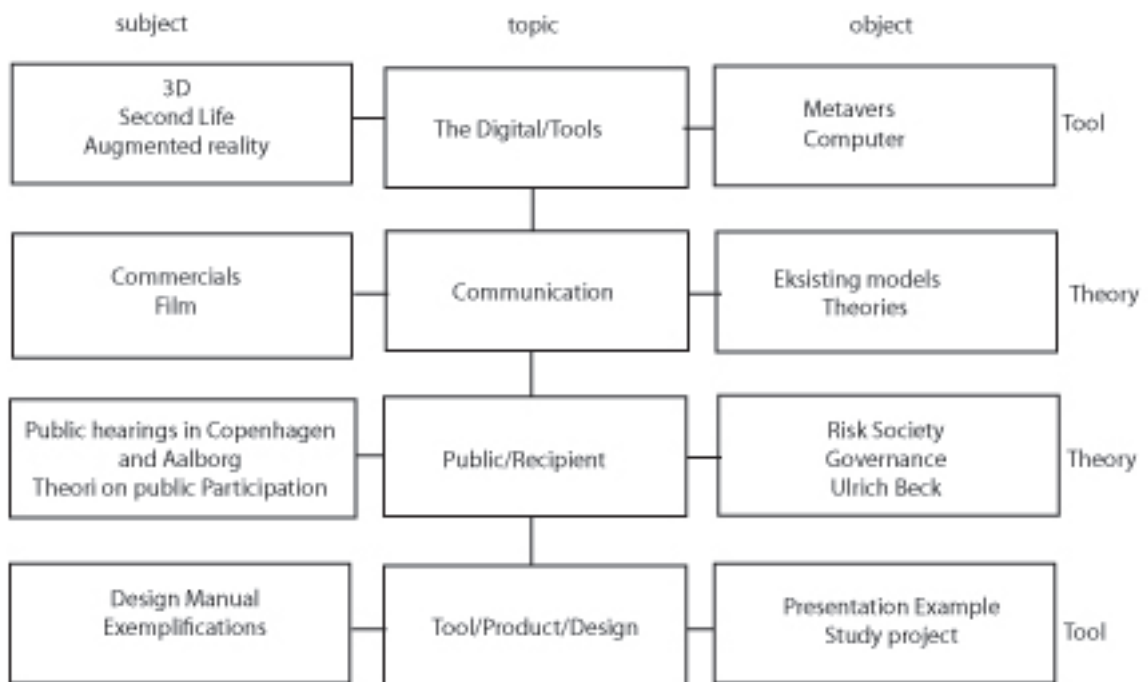 subject
topic
object
3D
Second Life
Augmented reality
The Digital/Tools
Metavers
Computer
Tool
Commercials
Film
Communication
Eksisting models
Theories
Theory
Public hearings in Copenhagen
and Aalborg
Theori on public Participation
Public/Recipient
Risk Society
Governance
Ulrich Beck
Theory
Design Manual
Exemplifications
Tool/Product/Design
Presentation Example
Study project
Tool